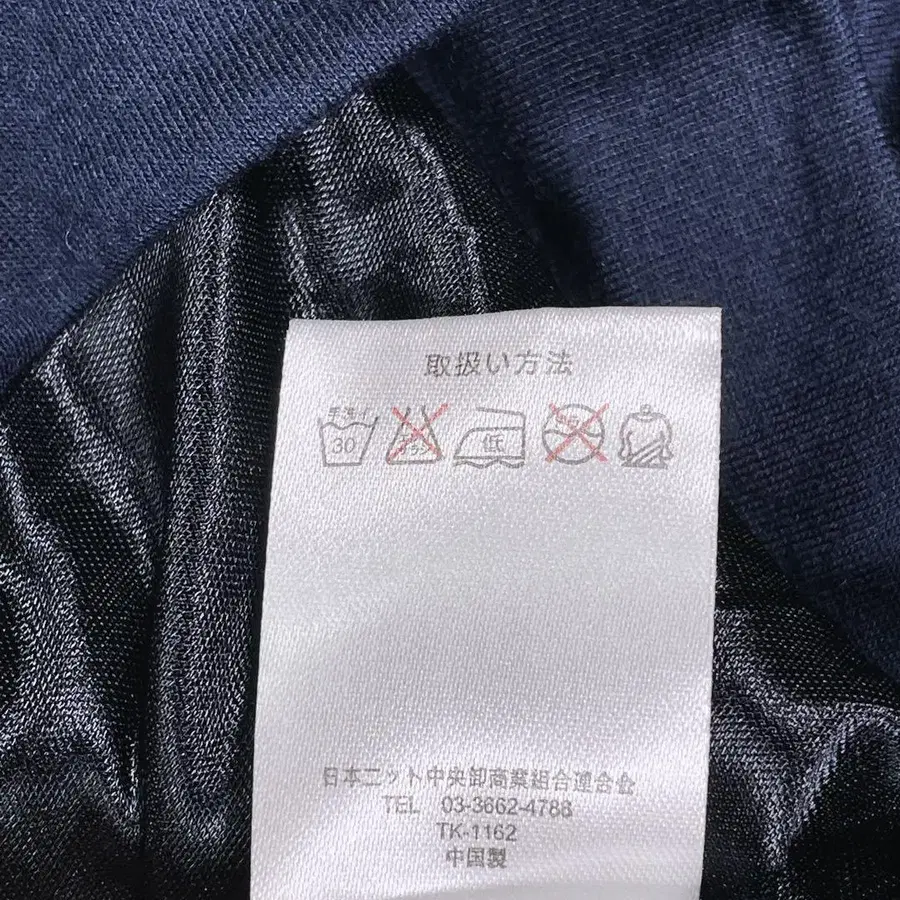 取扱い方法
手洗イ
30
低
日本ニット中央卸商業組合連合会
TEL 03-3662-4788
TK-1162
中国製